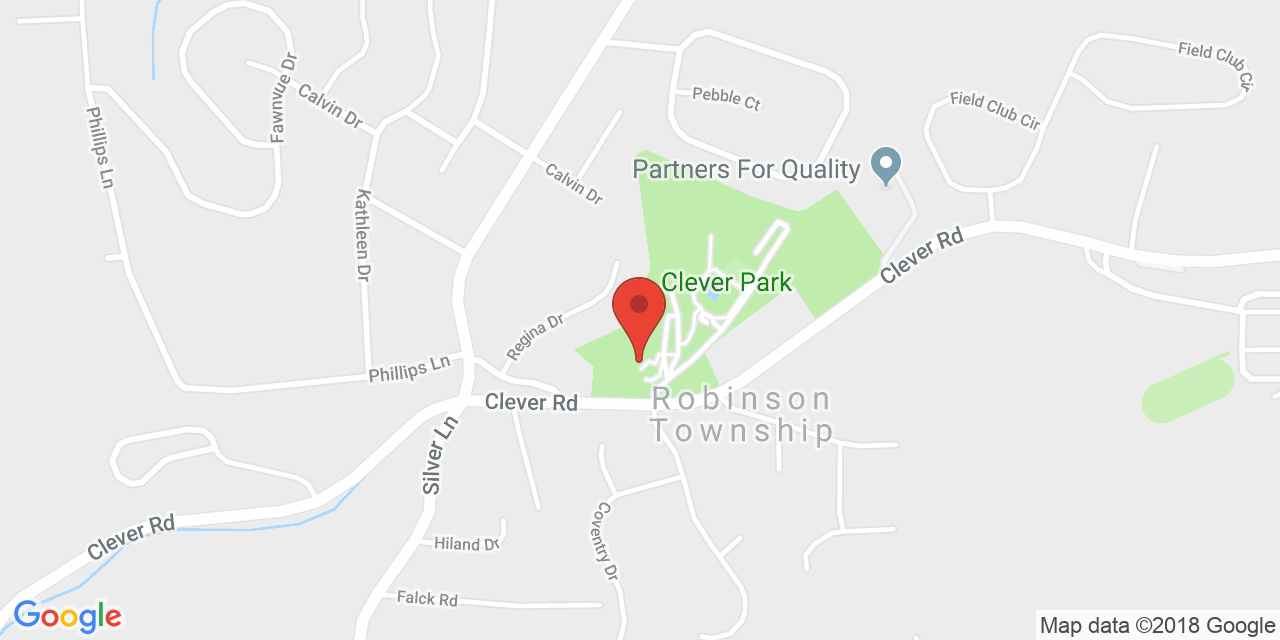 Field Club Cir
Fawnvue Dr
Calvin Dr
Pebble Ct
Field Club Cir
Phillips Ln
Partners For Quality
Calvin Dr
Kathleen Dr
Clever Rd
Clever Park
Regina Dr
Phillips Ln
Clever Rd
Robinson
Township
Silver Ln
Clever Rd
Coventry Dr
Hiland Dr
Falck Rd
Google
Map data ©2018 Google